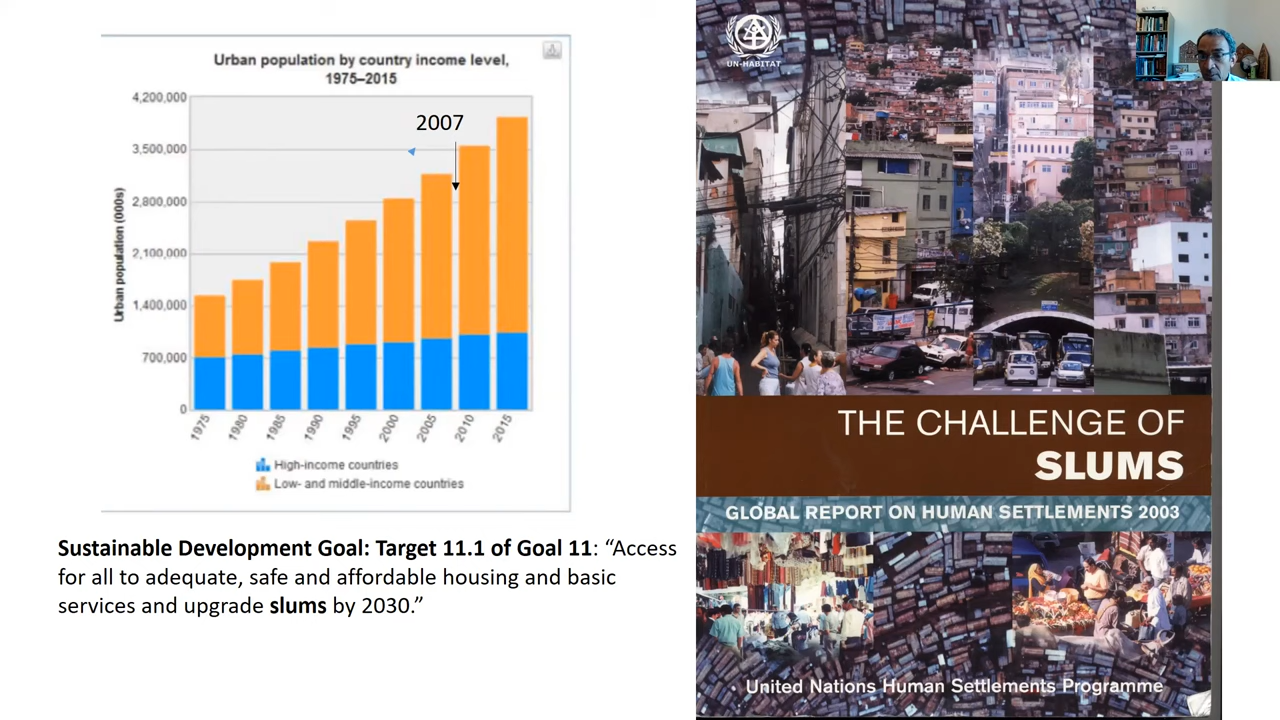 Urban population by country income level,
1975–2015
Urban population (000s)
4,200,000
3,500,000
2,800,000
2,100,000
1,400,000
700,000
0
2007
1975
1980
1985
1990
1995
2000
2005
2010
2015
High-income countries
Low- and middle-income countries
Sustainable Development Goal: Target 11.1 of Goal 11: “Access
for all to adequate, safe and affordable housing and basic
services and upgrade slums by 2030.”
UN-HABITAT
THE CHALLENGE OF
SLUMS
GLOBAL REPORT ON HUMAN SETTLEMENTS 2003
United Nations Human Settlements Programme